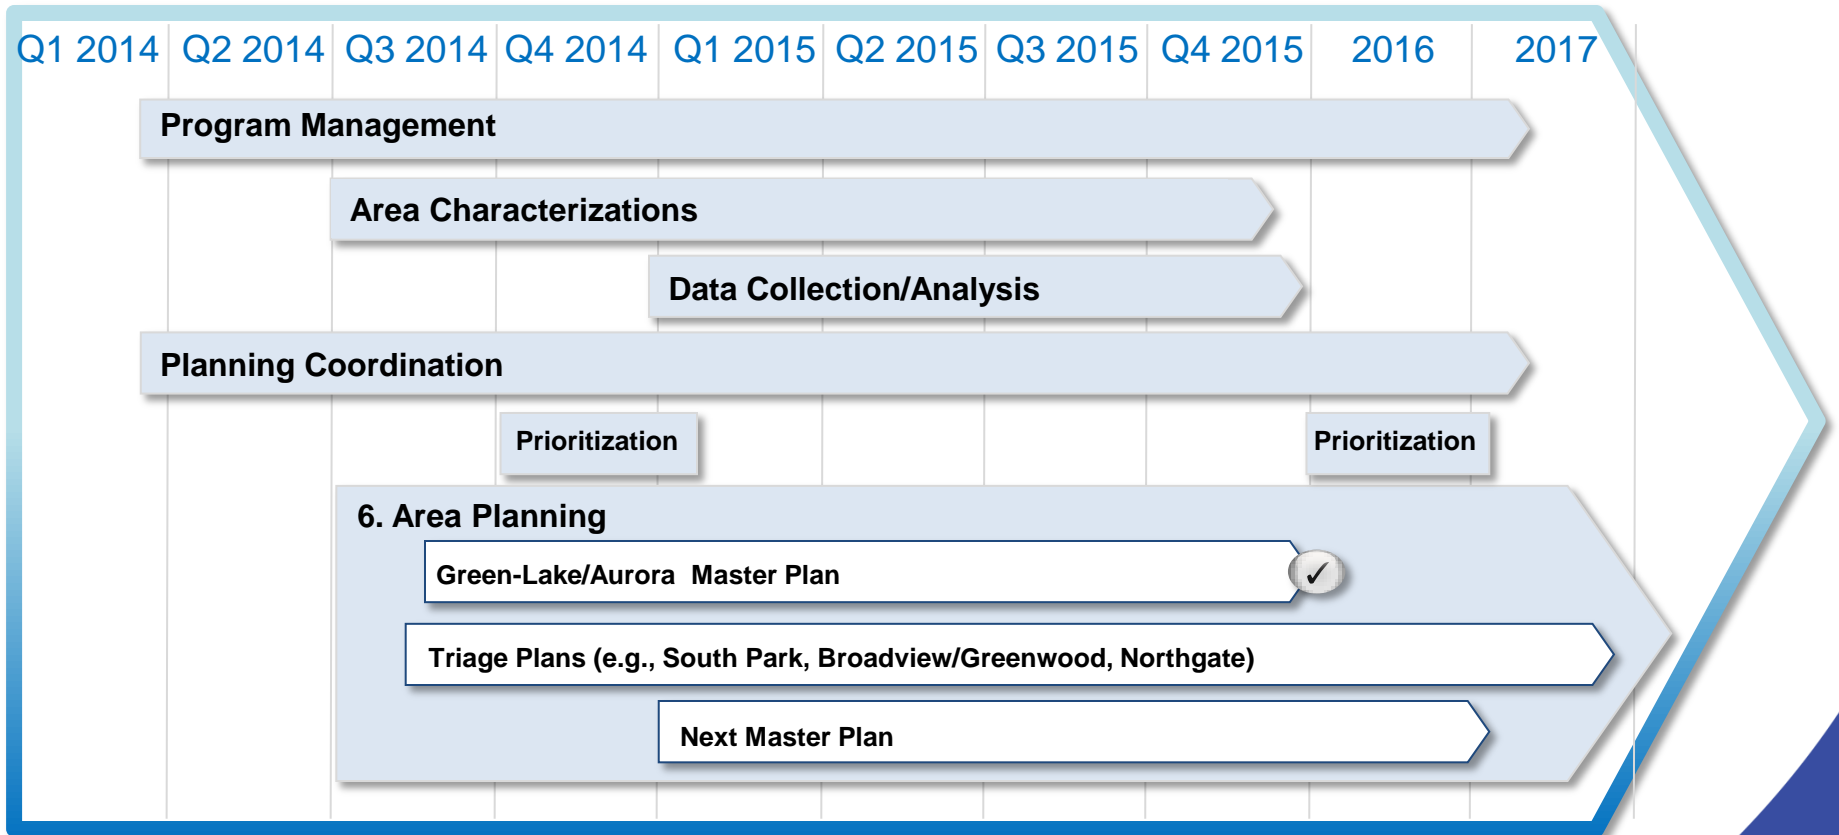 Q1 2014 Q2 2014 Q3 2014 Q4 2014 Q1 2015 Q2 2015 Q3 2015 Q4 2015 2016 2017
Program Management
Area Characterizations
Data Collection/Analysis
Planning Coordination
Prioritization Prioritization
6. Area Planning
Green-Lake/Aurora Master Plan ✓
Triage Plans (e.g., South Park, Broadview/Greenwood, Northgate)
Next Master Plan